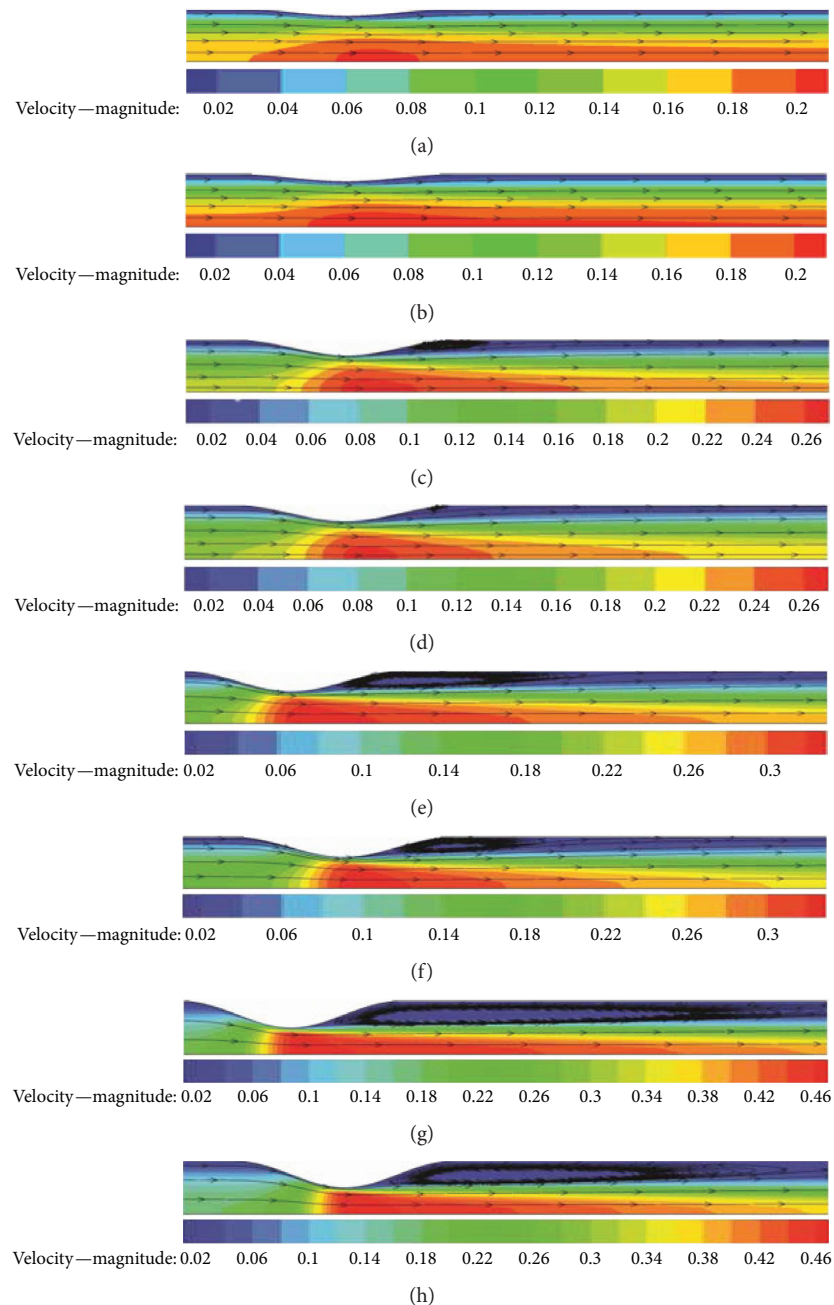 Velocity—magnitude: 0.02 0.04 0.06 0.08 0.1 0.12 0.14 0.16 0.18 0.2
(a)
Velocity—magnitude: 0.02 0.04 0.06 0.08 0.1 0.12 0.14 0.16 0.18 0.2
(b)
Velocity—magnitude: 0.02 0.04 0.06 0.08 0.1 0.12 0.14 0.16 0.18 0.2 0.22 0.24 0.26
(c)
Velocity—magnitude: 0.02 0.04 0.06 0.08 0.1 0.12 0.14 0.16 0.18 0.2 0.22 0.24 0.26
(d)
Velocity—magnitude: 0.02 0.06 0.1 0.14 0.18 0.22 0.26 0.3
(e)
Velocity—magnitude: 0.02 0.06 0.1 0.14 0.18 0.22 0.26 0.3
(f)
Velocity—magnitude: 0.02 0.06 0.1 0.14 0.18 0.22 0.26 0.3 0.34 0.38 0.42 0.46
(g)
Velocity—magnitude: 0.02 0.06 0.1 0.14 0.18 0.22 0.26 0.3 0.34 0.38 0.42 0.46
(h)